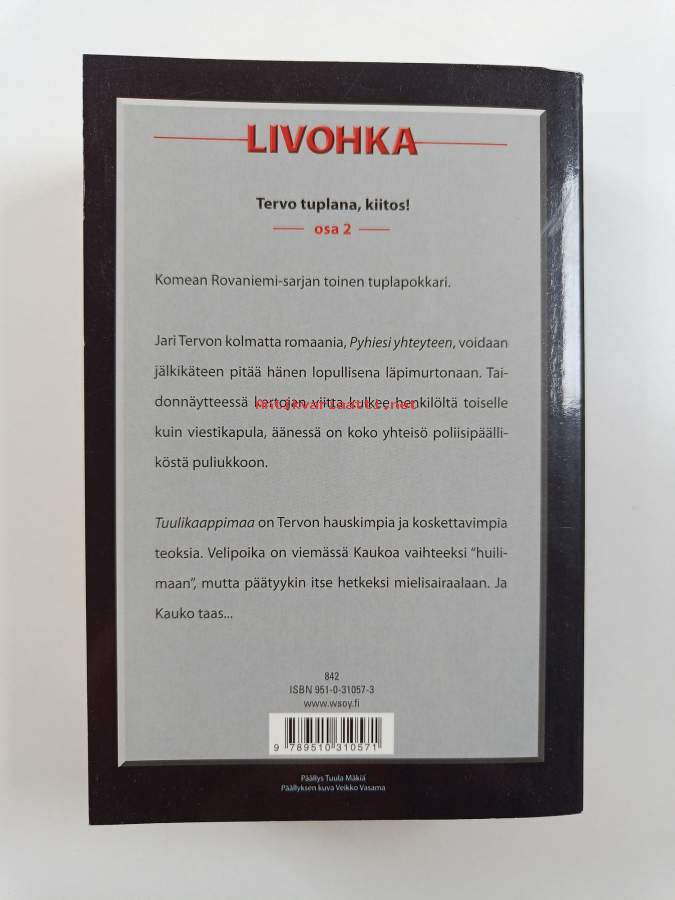 LIVOHKA
Tervo tuplana, kiitos!
osa 2
Komean Rovaniemi-sarjan toinen tuplapokkari.
Jari Tervon kolmatta romaania, Pyhiesi yhteyteen, voidaan
jälkikäteen pitää hänen lopullisena läpimurtonaan. Tai-
donnäytteessä kertojan viitta kulkee henkilöltä toiselle
Antikvariaatti.net
kuin viestikapula, äänessä on koko yhteisö poliisipäälli-
köstä puliukkoon.
Tuulikaappimaa on Tervon hauskimpia ja koskettavimpia
teoksia. Velipoika on viemässä Kaukoa vaihteeksi "huili-
maan", mutta päätyykin itse hetkeksi mielisairaalaan. Ja
Kauko taas...
842
ISBN 951-0-31057-3
www.wsoy.fi
9 789510 310571
Päällys Tuula Mäkiä
Päällyksen kuva Veikko Vasama